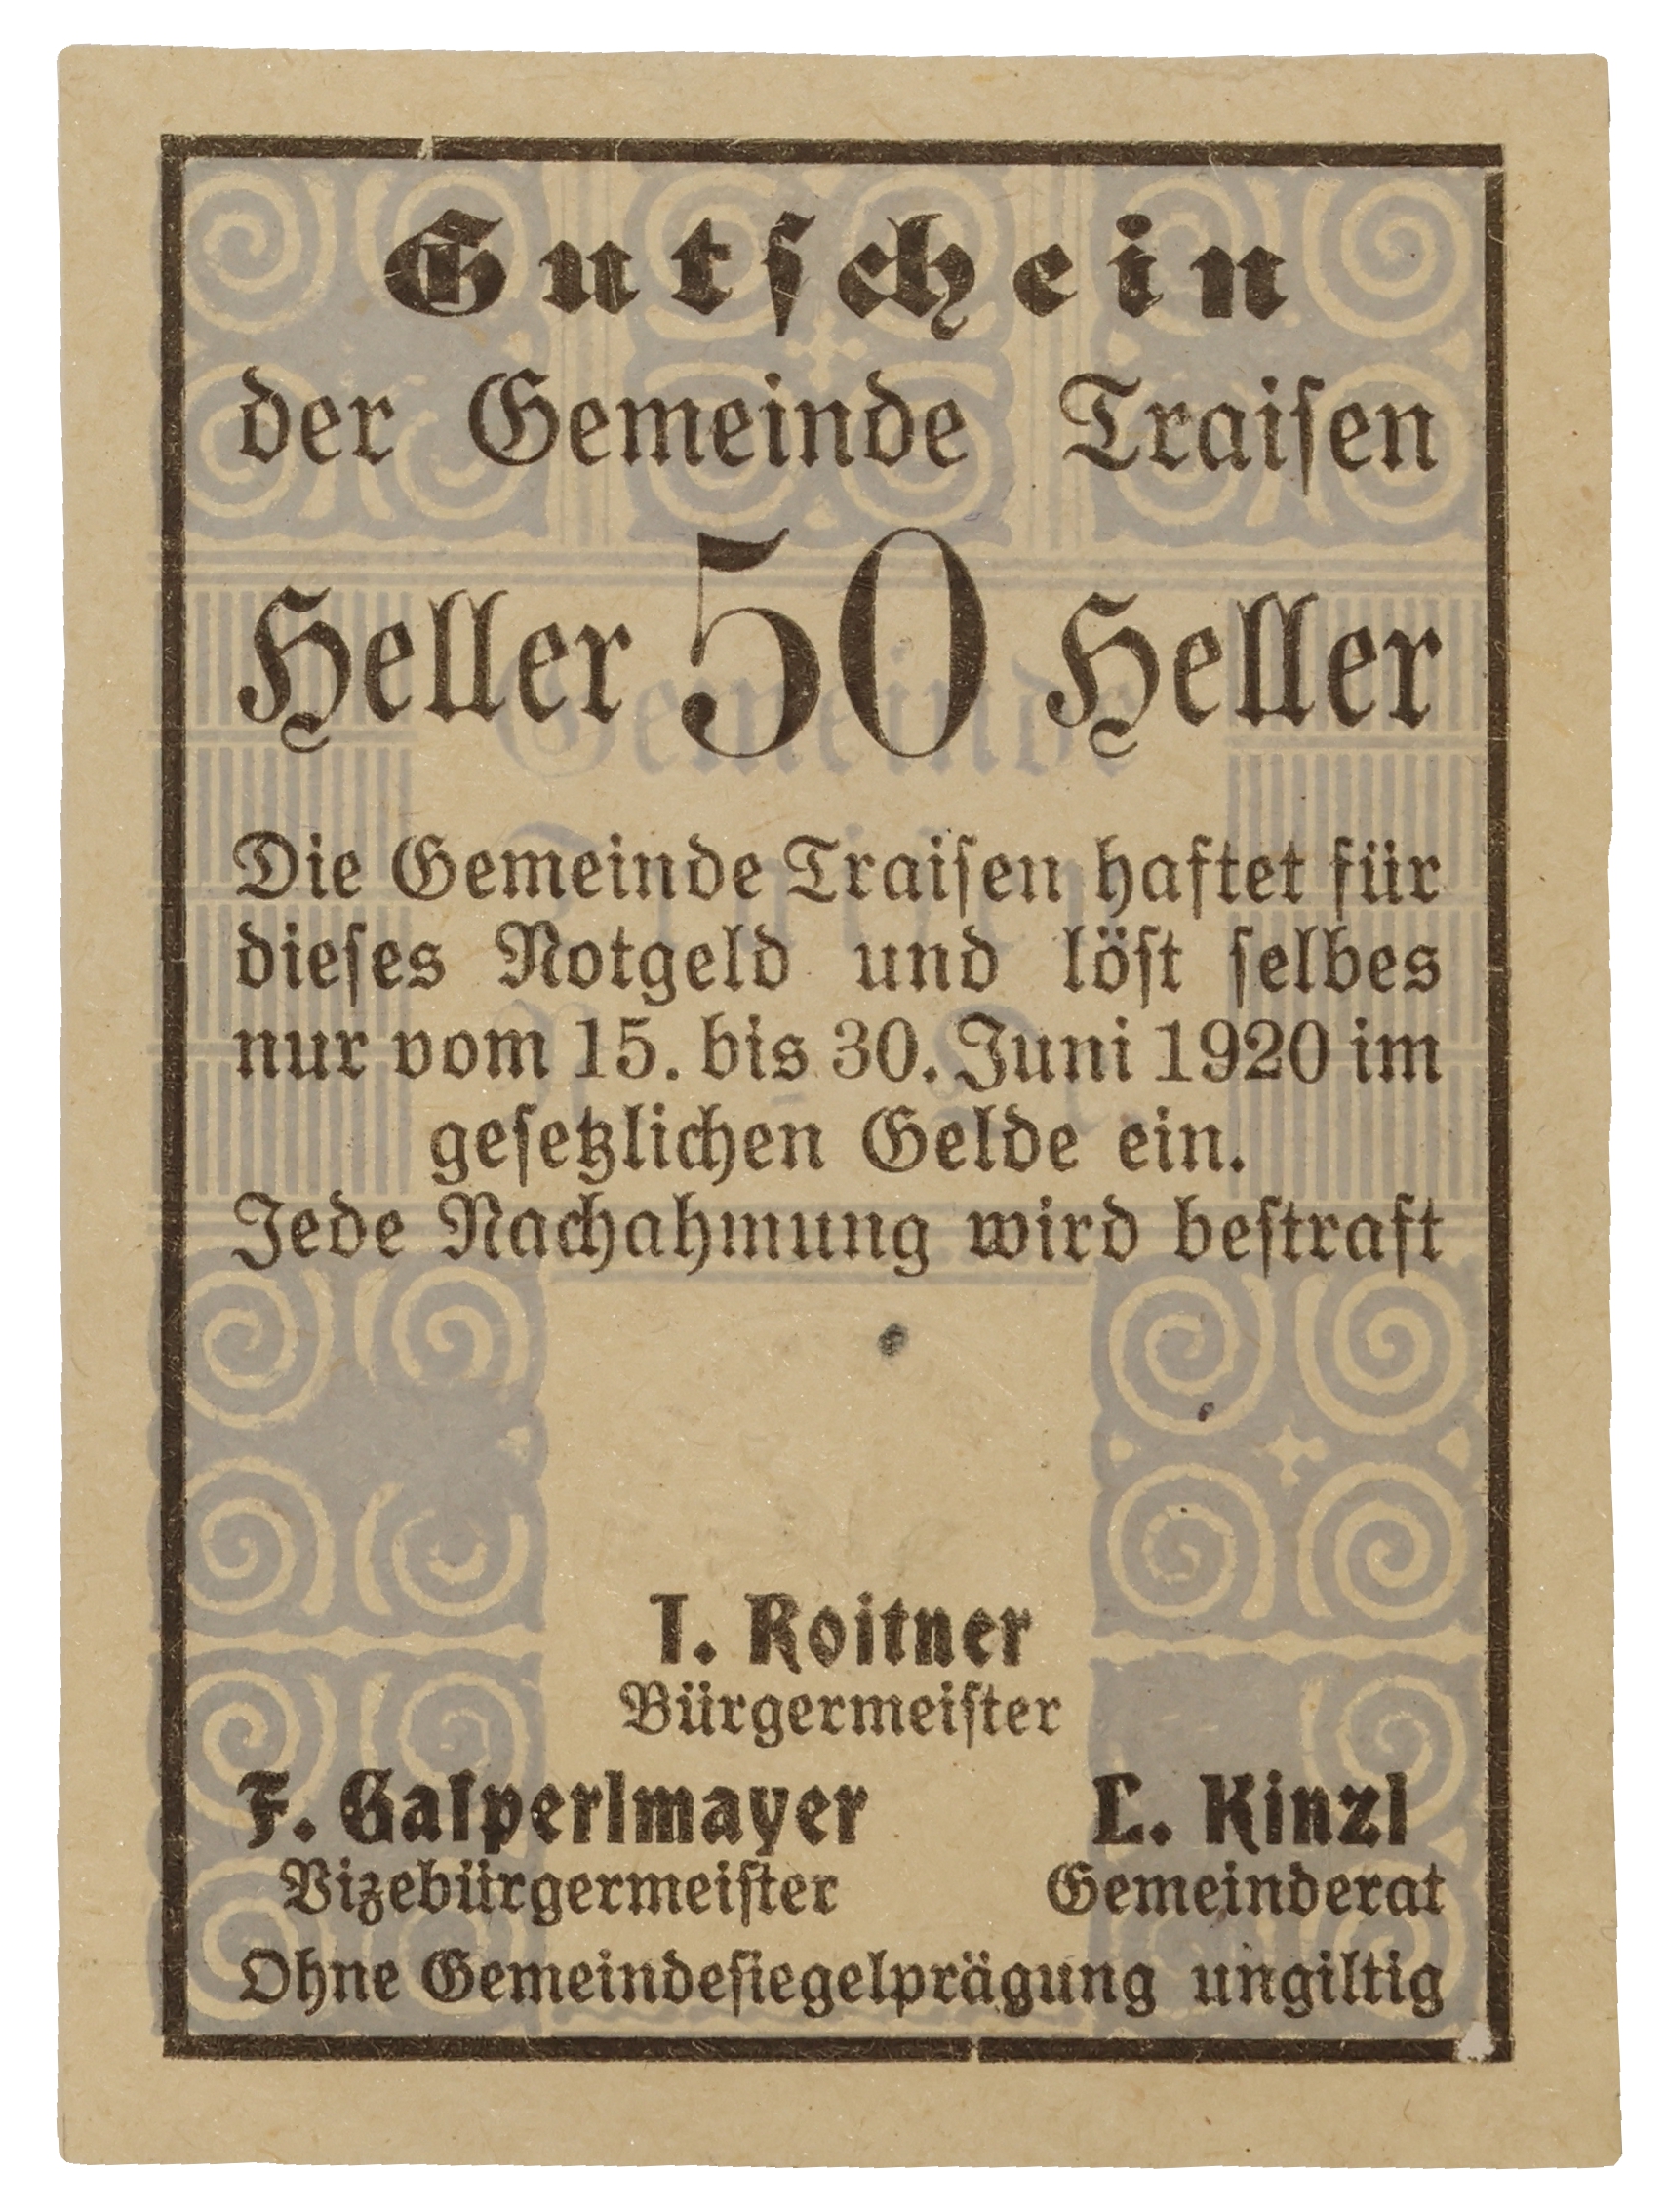 Gutschein
der Gemeinde Traisen
Heller 50 Heller
Gemeinde
Die Gemeinde Traisen haftet für
dieses Notgeld und löst selbes
nur vom 15. bis 30. Juni 1920 im
gesetzlichen Gelde ein.
Jede Nachahmung wird bestraft
I. Roitner
Bürgermeister
F. Gasperlmayer L. Kinzl
Vizebürgermeister Gemeinderat
Ohne Gemeindesiegelprägung ungiltig